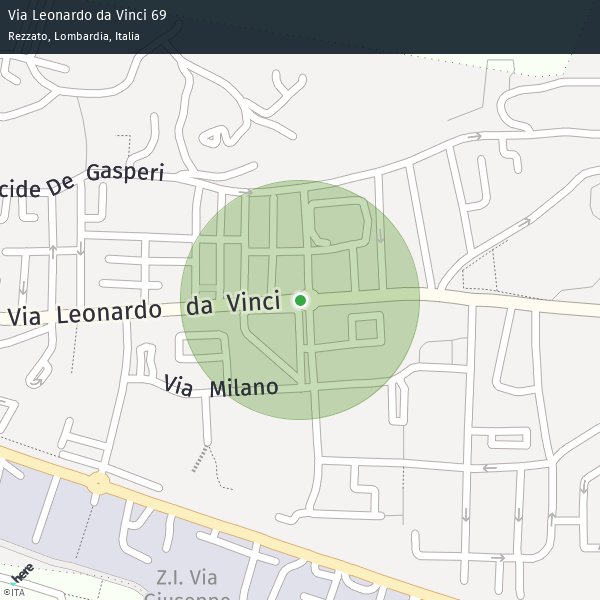 Via Leonardo da Vinci 69
Rezzato, Lombardia, Italia
cide De Gasperi
Via Leonardo da Vinci
Via Milano
Z.I. Via
Giuseppe
here
©ITA